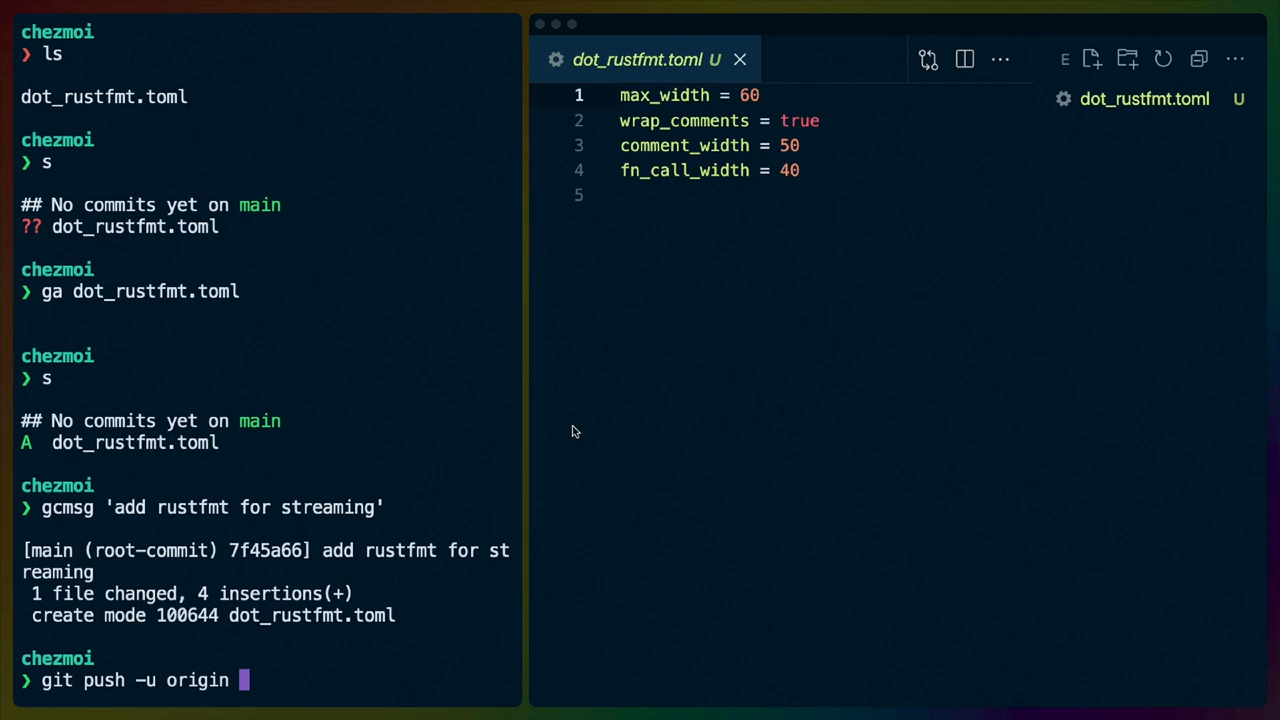 chezmoi
❯ ls
dot_rustfmt.toml
chezmoi
❯ s
## No commits yet on main
?? dot_rustfmt.toml
chezmoi
❯ ga dot_rustfmt.toml
chezmoi
❯ s
## No commits yet on main
A  dot_rustfmt.toml
chezmoi
❯ gcmsg 'add rustfmt for streaming'
[main (root-commit) 7f45a66] add rustfmt for st
reaming
 1 file changed, 4 insertions(+)
 create mode 100644 dot_rustfmt.toml
chezmoi
❯ git push -u origin
dot_rustfmt.toml U
1 max_width = 60
2 wrap_comments = true
3 comment_width = 50
4 fn_call_width = 40
5
E
dot_rustfmt.toml U